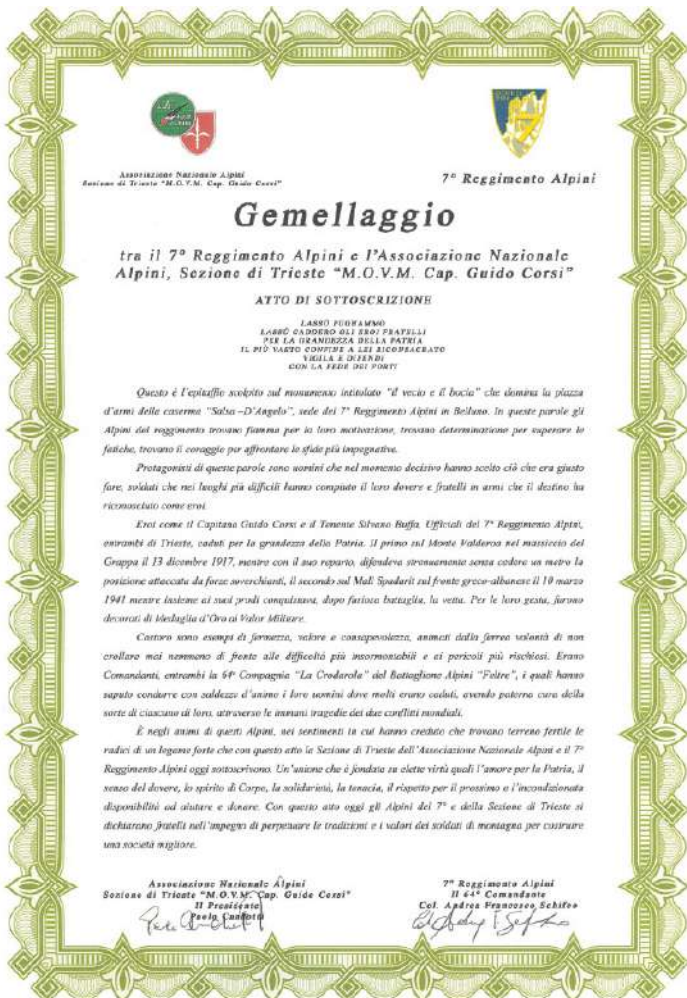 Associazione Nazionale Alpini
Sezione di Trieste "M.O.V.M. Cap. Guido Corsi"
7° Reggimento Alpini
Gemellaggio
tra il 7° Reggimento Alpini e l'Associazione Nazionale
Alpini, Sezione di Trieste "M.O.V.M. Cap. Guido Corsi"
ATTO DI SOTTOSCRIZIONE
LASSÙ PUGNAMMO
LASSÙ CADDERO GLI EROI FRATELLI
PER LA GRANDEZZA DELLA PATRIA
IL PIÙ VASTO CONFINE A LEI RICONSACRATO
VIGILA E DIFENDI
CON LA FEDE DEI FORTI
Questo è l'epitaffio scolpito sul monumento intitolato "il vecio e il bocia" che domina la piazza
d'armi della caserma "Salsa –D'Angelo", sede del 7° Reggimento Alpini in Belluno. In queste parole gli
Alpini del reggimento trovano fiamma per la loro motivazione, trovano determinazione per superare le
fatiche, trovano il coraggio per affrontare le sfide più impegnative.
Protagonisti di queste parole sono uomini che nel momento decisivo hanno scelto ciò che era giusto
fare, soldati che nei luoghi più difficili hanno compiuto il loro dovere e fratelli in armi che il destino ha
riconosciuto come eroi.
Eroi come il Capitano Guido Corsi e il Tenente Silvano Buffa, Ufficiali del 7° Reggimento Alpini,
entrambi di Trieste, caduti per la grandezza della Patria. Il primo sul Monte Valderoa nel massiccio del
Grappa il 13 dicembre 1917, mentre con il suo reparto, difendeva strenuamente senza cedere un metro la
posizione attaccata da forze soverchianti, il secondo sul Mali Spadarit sul fronte greco-albanese il 10 marzo
1941 mentre insieme ai suoi prodi conquistava, dopo furiosa battaglia, la vetta. Per le loro gesta, furono
decorati di Medaglia d'Oro al Valor Militare.
Costoro sono esempi di fermezza, valore e consapevolezza, animati dalla ferrea volontà di non
crollare mai nemmeno di fronte alle difficoltà più insormontabili e ai pericoli più rischiosi. Erano
Comandanti, entrambi la 64ª Compagnia "La Crodarola" del Battaglione Alpini "Feltre", i quali hanno
saputo condurre con saldezza d'animo i loro uomini dove molti erano caduti, avendo paterna cura della
sorte di ciascuno di loro, attraverso le immani tragedie dei due conflitti mondiali.
È negli animi di questi Alpini, nei sentimenti in cui hanno creduto che trovano terreno fertile le
radici di un legame forte che con questo atto la Sezione di Trieste dell'Associazione Nazionale Alpini e il 7°
Reggimento Alpini oggi sottoscrivono. Un'unione che è fondata su elette virtù quali l'amore per la Patria, il
senso del dovere, lo spirito di Corpo, la solidarietà, la tenacia, il rispetto per il prossimo e l'incondizionata
disponibilità ad aiutare e donare. Con questo atto oggi gli Alpini del 7° e della Sezione di Trieste si
dichiarano fratelli nell'impegno di perpetuare le tradizioni e i valori dei soldati di montagna per costruire
una società migliore.
Associazione Nazionale Alpini
Sezione di Trieste "M.O.V.M. Cap. Guido Corsi"
Il Presidente
Paolo Candotti
7° Reggimento Alpini
Il 64° Comandante
Col. Andrea Francesco Schifeo